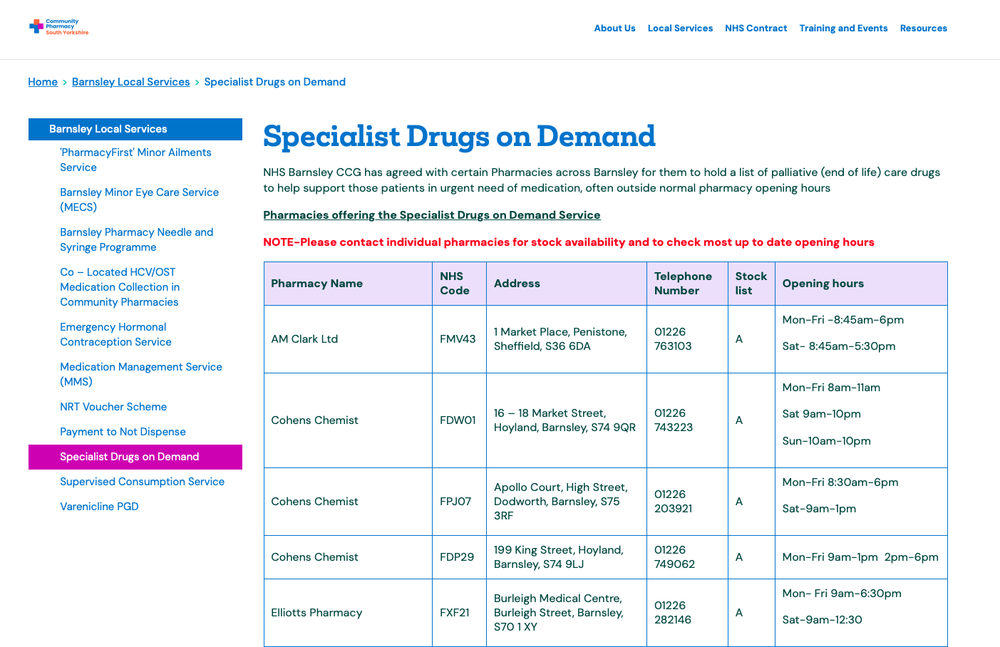 Community
Pharmacy
South Yorkshire
About Us Local Services NHS Contract Training and Events Resources
Home > Barnsley Local Services > Specialist Drugs on Demand
Barnsley Local Services
'PharmacyFirst' Minor Ailments
Service
Barnsley Minor Eye Care Service
(MECS)
Barnsley Pharmacy Needle and
Syringe Programme
Co – Located HCV/OST
Medication Collection in
Community Pharmacies
Emergency Hormonal
Contraception Service
Medication Management Service
(MMS)
NRT Voucher Scheme
Payment to Not Dispense
Specialist Drugs on Demand
Supervised Consumption Service
Varenicline PGD
Specialist Drugs on Demand
NHS Barnsley CCG has agreed with certain Pharmacies across Barnsley for them to hold a list of palliative (end of life) care drugs
to help support those patients in urgent need of medication, often outside normal pharmacy opening hours
Pharmacies offering the Specialist Drugs on Demand Service
NOTE-Please contact individual pharmacies for stock availability and to check most up to date opening hours
Pharmacy Name
NHS
Code
Address
Telephone
Number
Stock
list
Opening hours
AM Clark Ltd
FMV43
1 Market Place, Penistone,
Sheffield, S36 6DA
01226
763103
A
Mon-Fri -8:45am-6pm
Sat- 8:45am-5:30pm
Cohens Chemist
FDW01
16 – 18 Market Street,
Hoyland, Barnsley, S74 9QR
01226
743223
A
Mon-Fri 8am-11am
Sat 9am-10pm
Sun-10am-10pm
Cohens Chemist
FPJ07
Apollo Court, High Street,
Dodworth, Barnsley, S75
3RF
01226
203921
A
Mon-Fri 8:30am-6pm
Sat-9am-1pm
Cohens Chemist
FDP29
199 King Street, Hoyland,
Barnsley, S74 9LJ
01226
749062
A
Mon-Fri 9am-1pm 2pm-6pm
Elliotts Pharmacy
FXF21
Burleigh Medical Centre,
Burleigh Street, Barnsley,
S70 1 XY
01226
282146
A
Mon- Fri 9am-6:30pm
Sat-9am-12:30